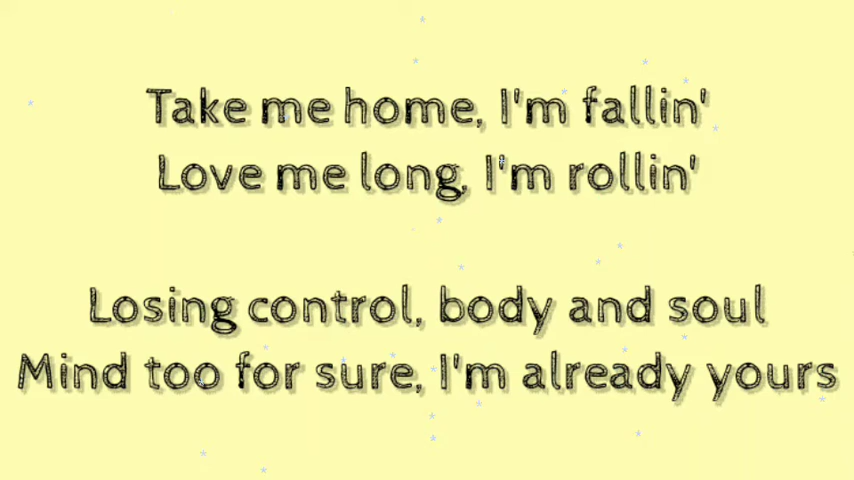 Take me home, I'm fallin'
Love me long, I'm rollin'
Losing control, body and soul
Mind too for sure, I'm already yours